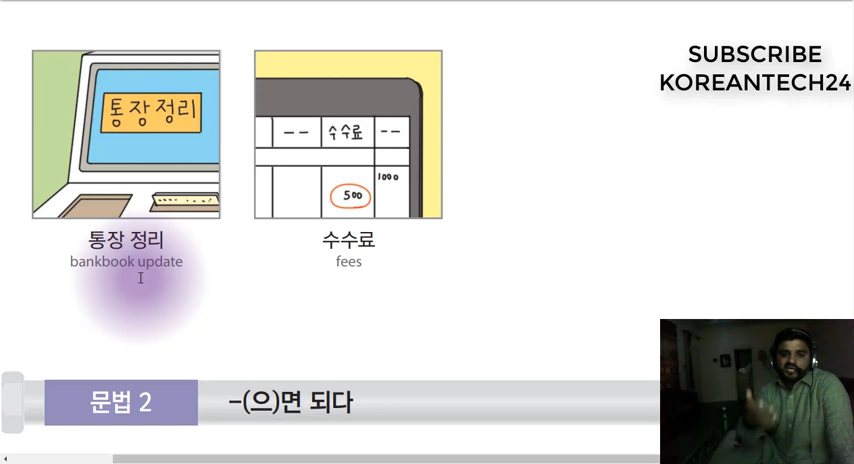 SUBSCRIBE
KOREANTECH24
통장정리
-- 수수료 --
500
1000
통장 정리
bankbook update
수수료
fees
문법 2
-(으)면 되다